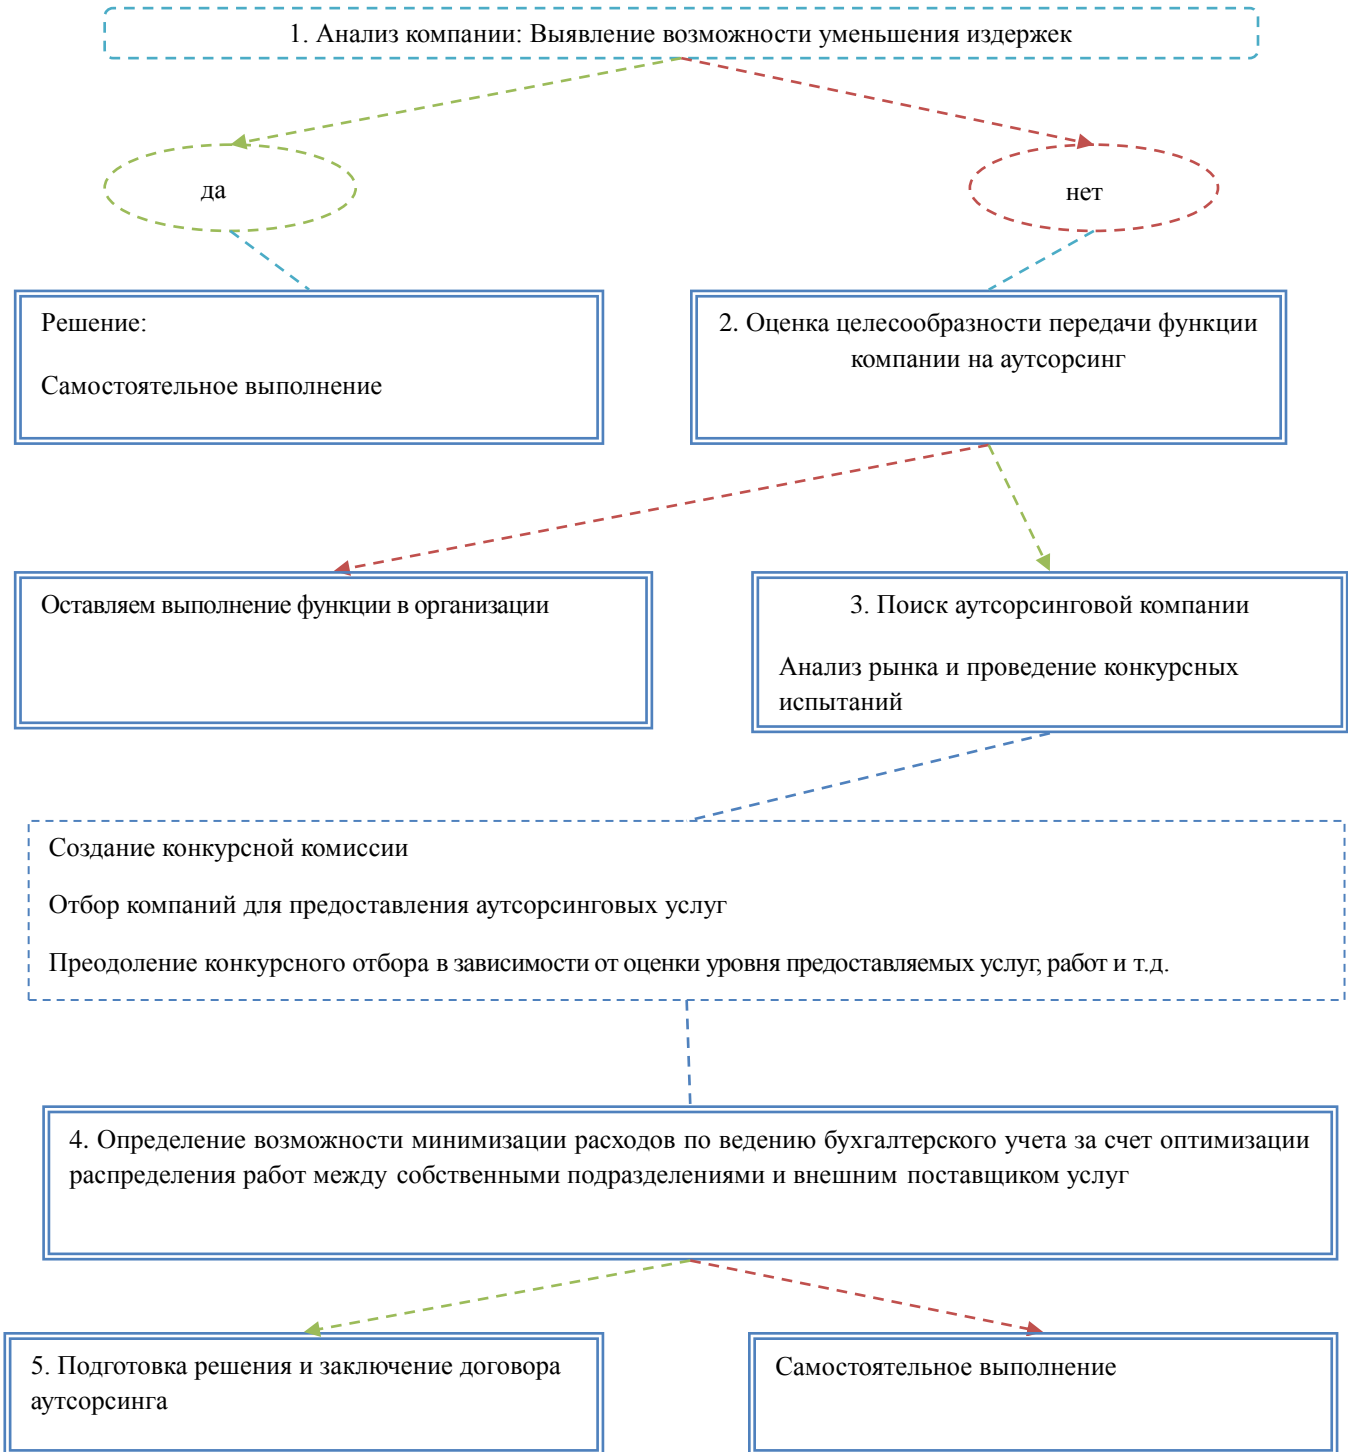 1. Анализ компании: Выявление возможности уменьшения издержек
да
нет
Решение:
Самостоятельное выполнение
2. Оценка целесообразности передачи функции
компании на аутсорсинг
Оставляем выполнение функции в организации
3. Поиск аутсорсинговой компании
Анализ рынка и проведение конкурсных
испытаний
Создание конкурсной комиссии
Отбор компаний для предоставления аутсорсинговых услуг
Преодоление конкурсного отбора в зависимости от оценки уровня предоставляемых услуг, работ и т.д.
4. Определение возможности минимизации расходов по ведению бухгалтерского учета за счет оптимизации
распределения работ между собственными подразделениями и внешним поставщиком услуг
5. Подготовка решения и заключение договора
аутсорсинга
Самостоятельное выполнение